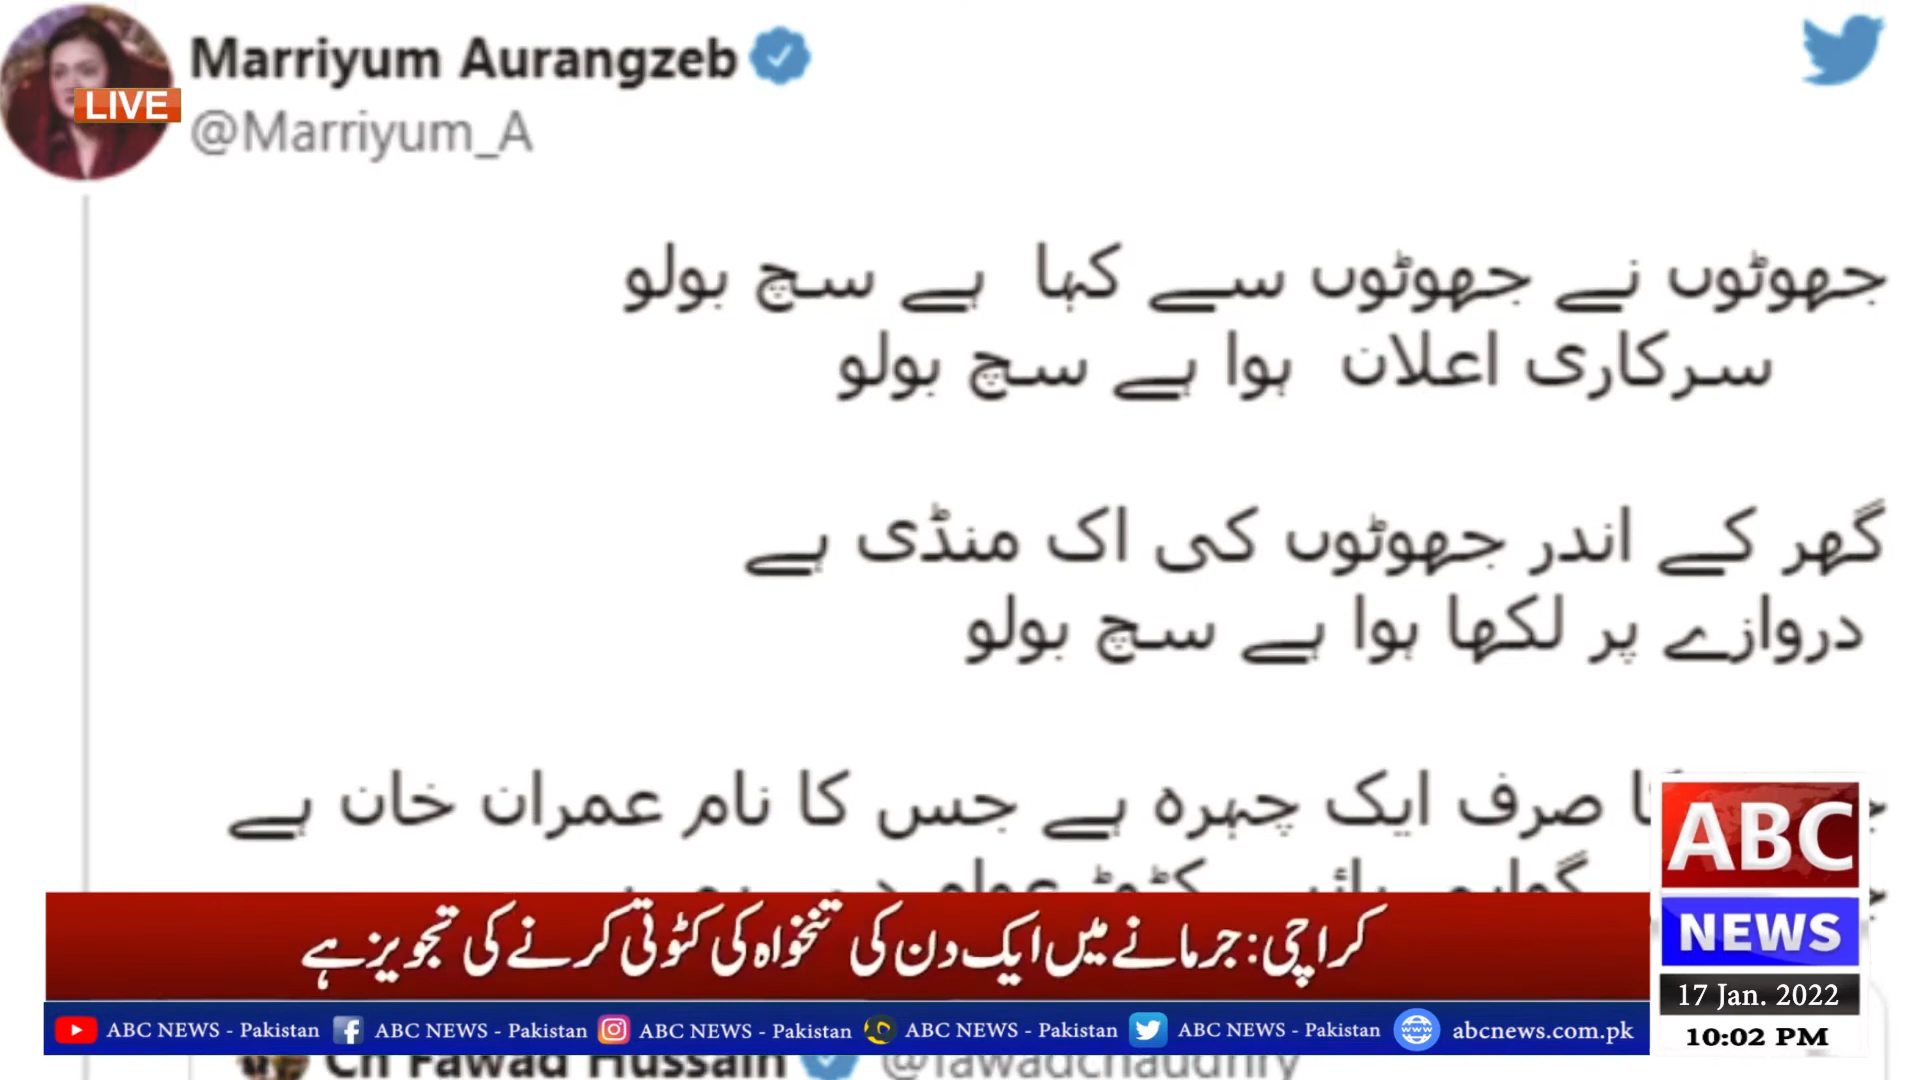 Marriyum Aurangzeb
LIVE
@Marriyum_A
جھوٹوں نے جھوٹوں سے کہا ہے سچ بولو
سرکاری اعلان ہوا ہے سچ بولو
گھر کے اندر جھوٹوں کی اک منڈی ہے
دروازے پر لکھا ہوا ہے سچ بولو
صرف ایک چہرہ ہے جس کا نام عمران خان ہے
ABC
NEWS
کراچی: جرمانے میں ایک دن کی تنخواہ کی کٹوتی کرنے کی تجویز ہے
17 Jan. 2022
10:02 PM
ABC NEWS - Pakistan ABC NEWS - Pakistan ABC NEWS - Pakistan ABC NEWS - Pakistan ABC NEWS - Pakistan abcnews.com.pk
Ch Fawad Hussain @fawadchaudhry